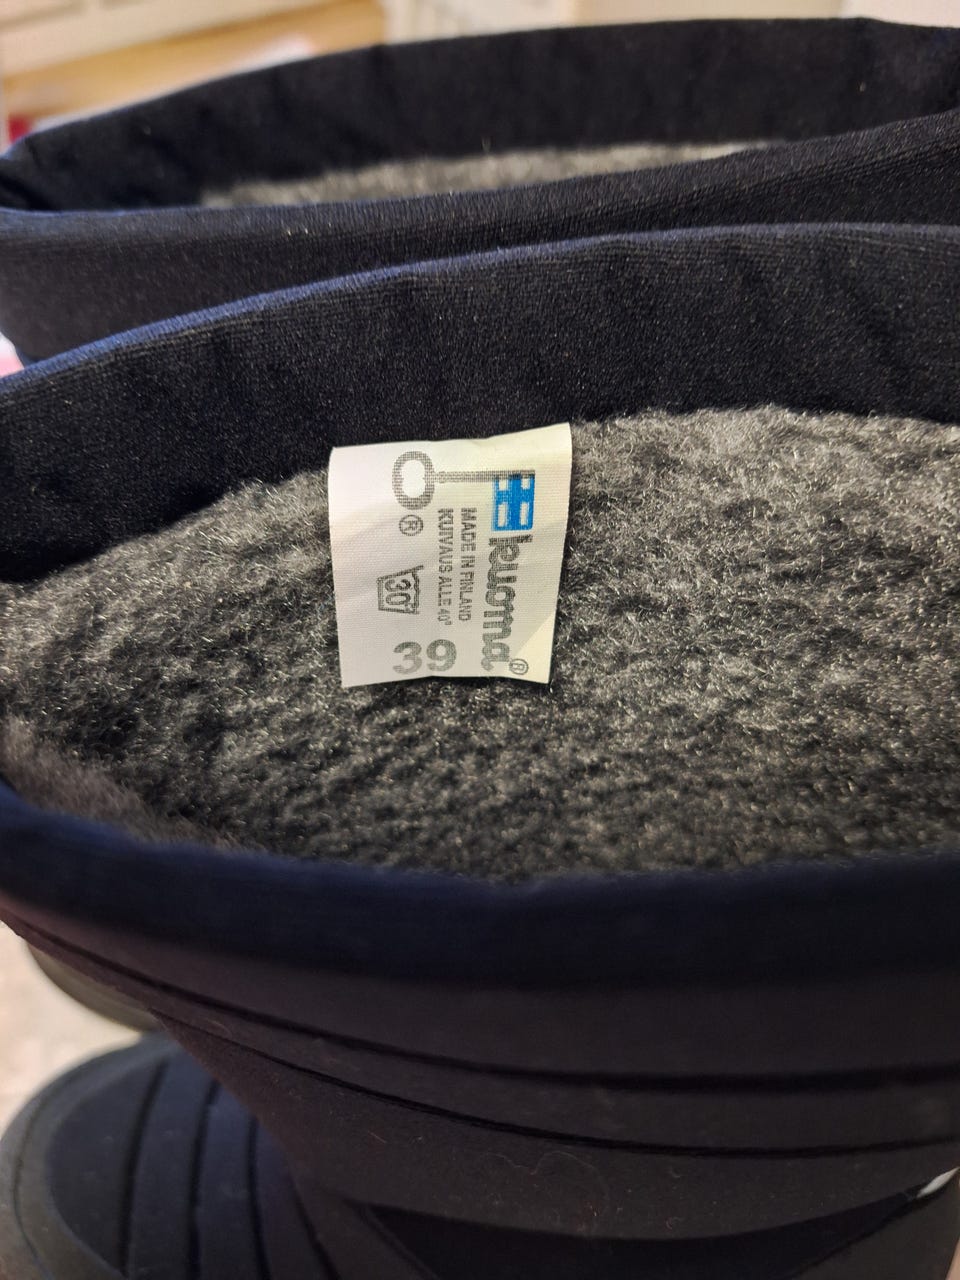 kuoma®
MADE IN FINLAND
KUIVAUS ALLE 40°
®
30°
39